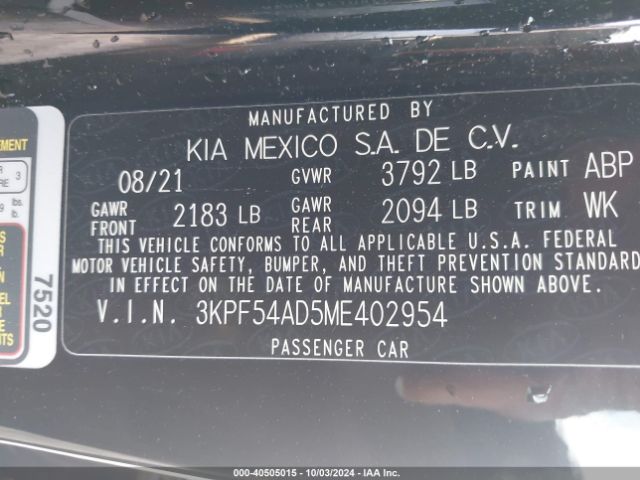 MANUFACTURED BY
KIA MEXICO S.A. DE C.V.
08/21 GVWR 3792 LB PAINT ABP
GAWR FRONT 2183 LB GAWR REAR 2094 LB TRIM WK
THIS VEHICLE CONFORMS TO ALL APPLICABLE U.S.A. FEDERAL
MOTOR VEHICLE SAFETY, BUMPER, AND THEFT PREVENTION STANDARD
IN EFFECT ON THE DATE OF MANUFACTURE SHOWN ABOVE.
V.I.N. 3KPF54AD5ME402954
PASSENGER CAR
7520
3
lbs.
lb.
000-40505015 - 10/03/2024 - IAA Inc.